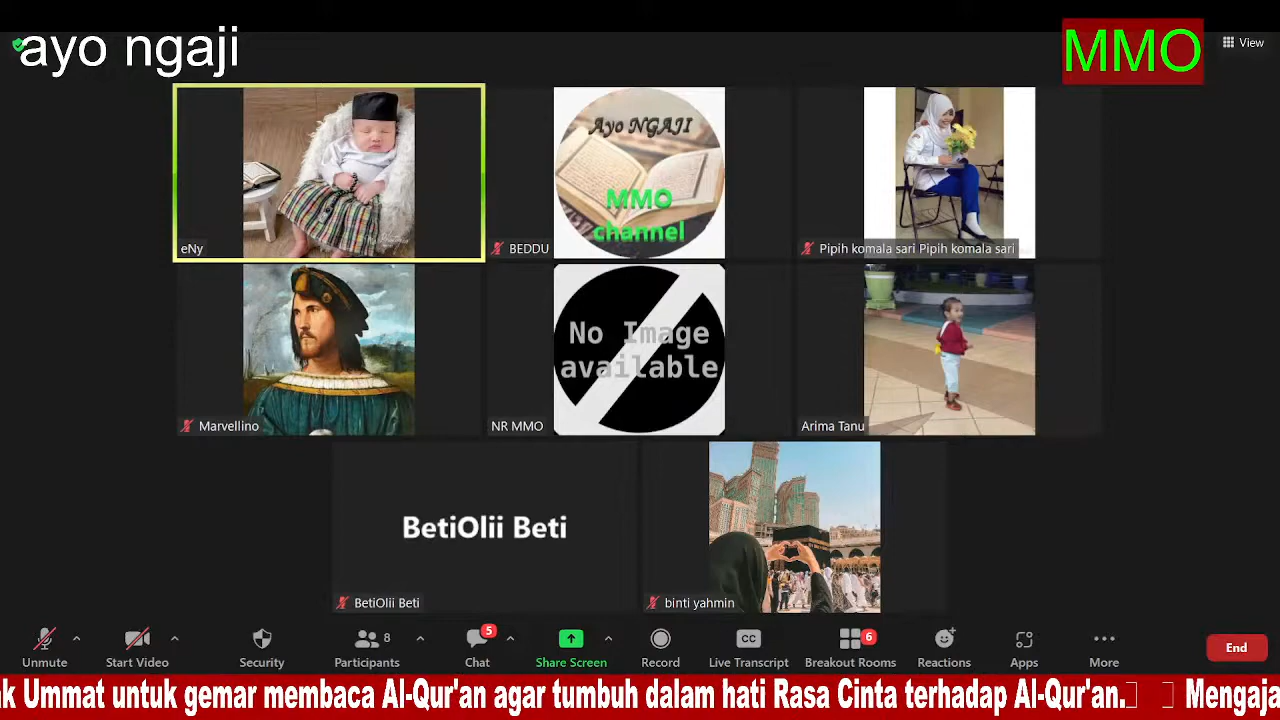 ayo ngaji
MMO
View
eNy
Ayo NGAJI
MMO
channel
BEDDU
Pipih komala sari Pipih komala sari
Marvellino
No Image
available
NR MMO
Arima Tanu
BetiOlii Beti
BetiOlii Beti
binti yahmin
Unmute
Start Video
Security
8
Participants
5
Chat
Share Screen
Record
CC
Live Transcript
6
Breakout Rooms
Reactions
Apps
More
End
ak Ummat untuk gemar membaca Al-Qur'an agar tumbuh dalam hati Rasa Cinta terhadap Al-Qur'an. Mengaja